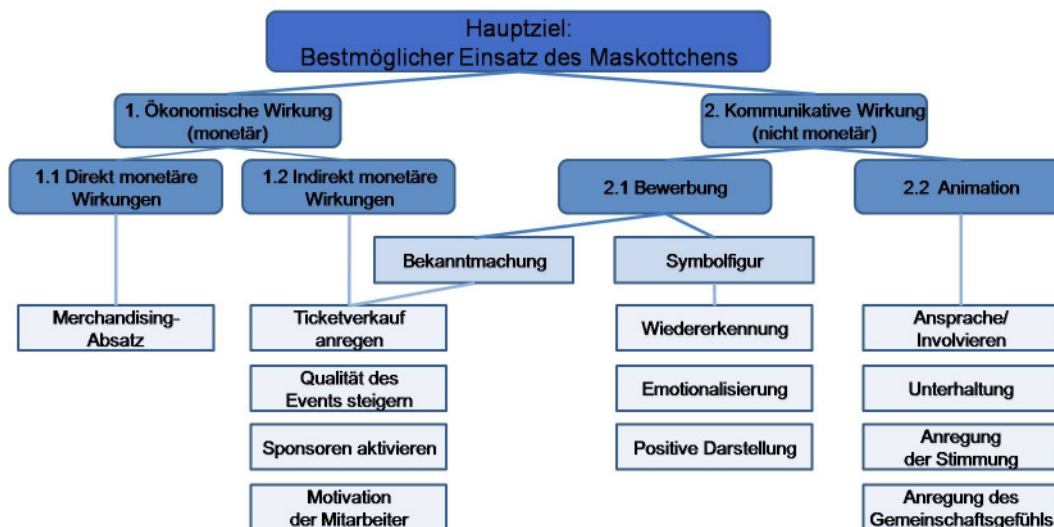 Hauptziel:
Bestmöglicher Einsatz des Maskottchens
1. Ökonomische Wirkung
(monetär)
2. Kommunikative Wirkung
(nicht monetär)
1.1 Direkt monetäre
Wirkungen
1.2 Indirekt monetäre
Wirkungen
2.1 Bewerbung
2.2 Animation
Bekanntmachung
Symbolfigur
Merchandising-
Absatz
Ticketverkauf
anregen
Wiedererkennung
Ansprache/
Involvieren
Qualität des
Events steigern
Emotionalisierung
Unterhaltung
Sponsoren aktivieren
Positive Darstellung
Anregung
der Stimmung
Motivation
der Mitarbeiter
Anregung des
Gemeinschaftsgefühls